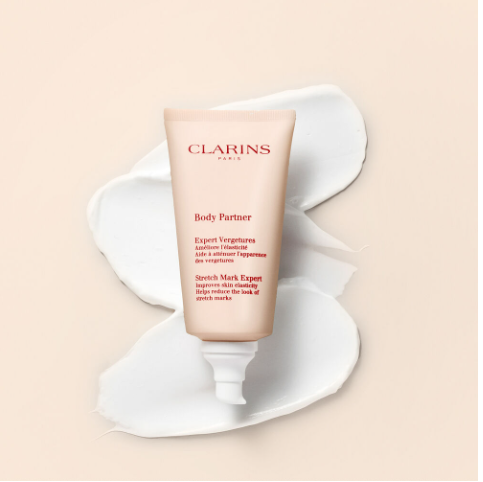 CLARINS
PARIS
Body Partner
Expert Vergetures
Améliore l'élasticité
Aide à atténuer l'apparence
des vergetures
Stretch Mark Expert
Improves skin elasticity
Helps reduce the look of
stretch marks